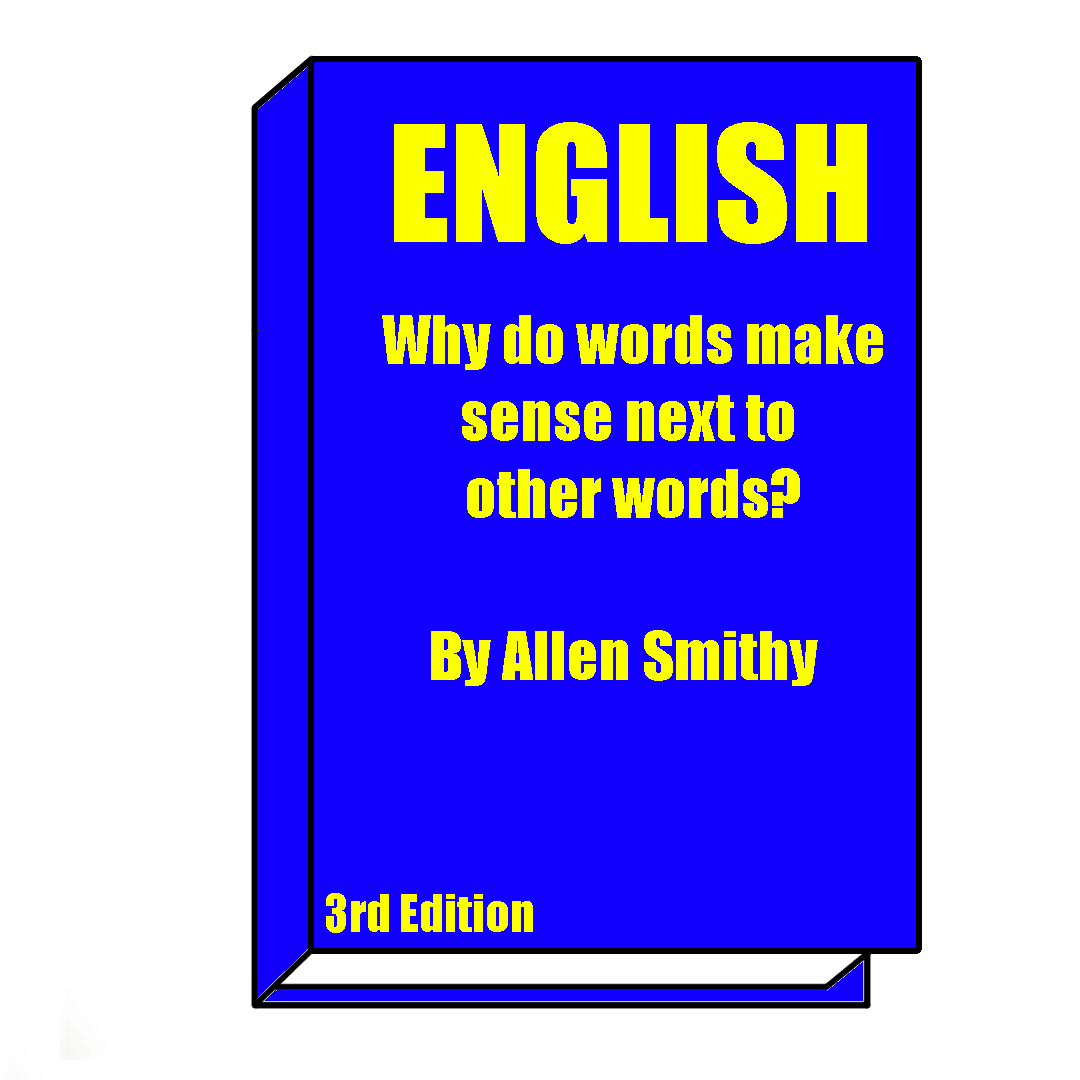 ENGLISH
Why do words make
sense next to
other words?
By Allen Smithy
3rd Edition